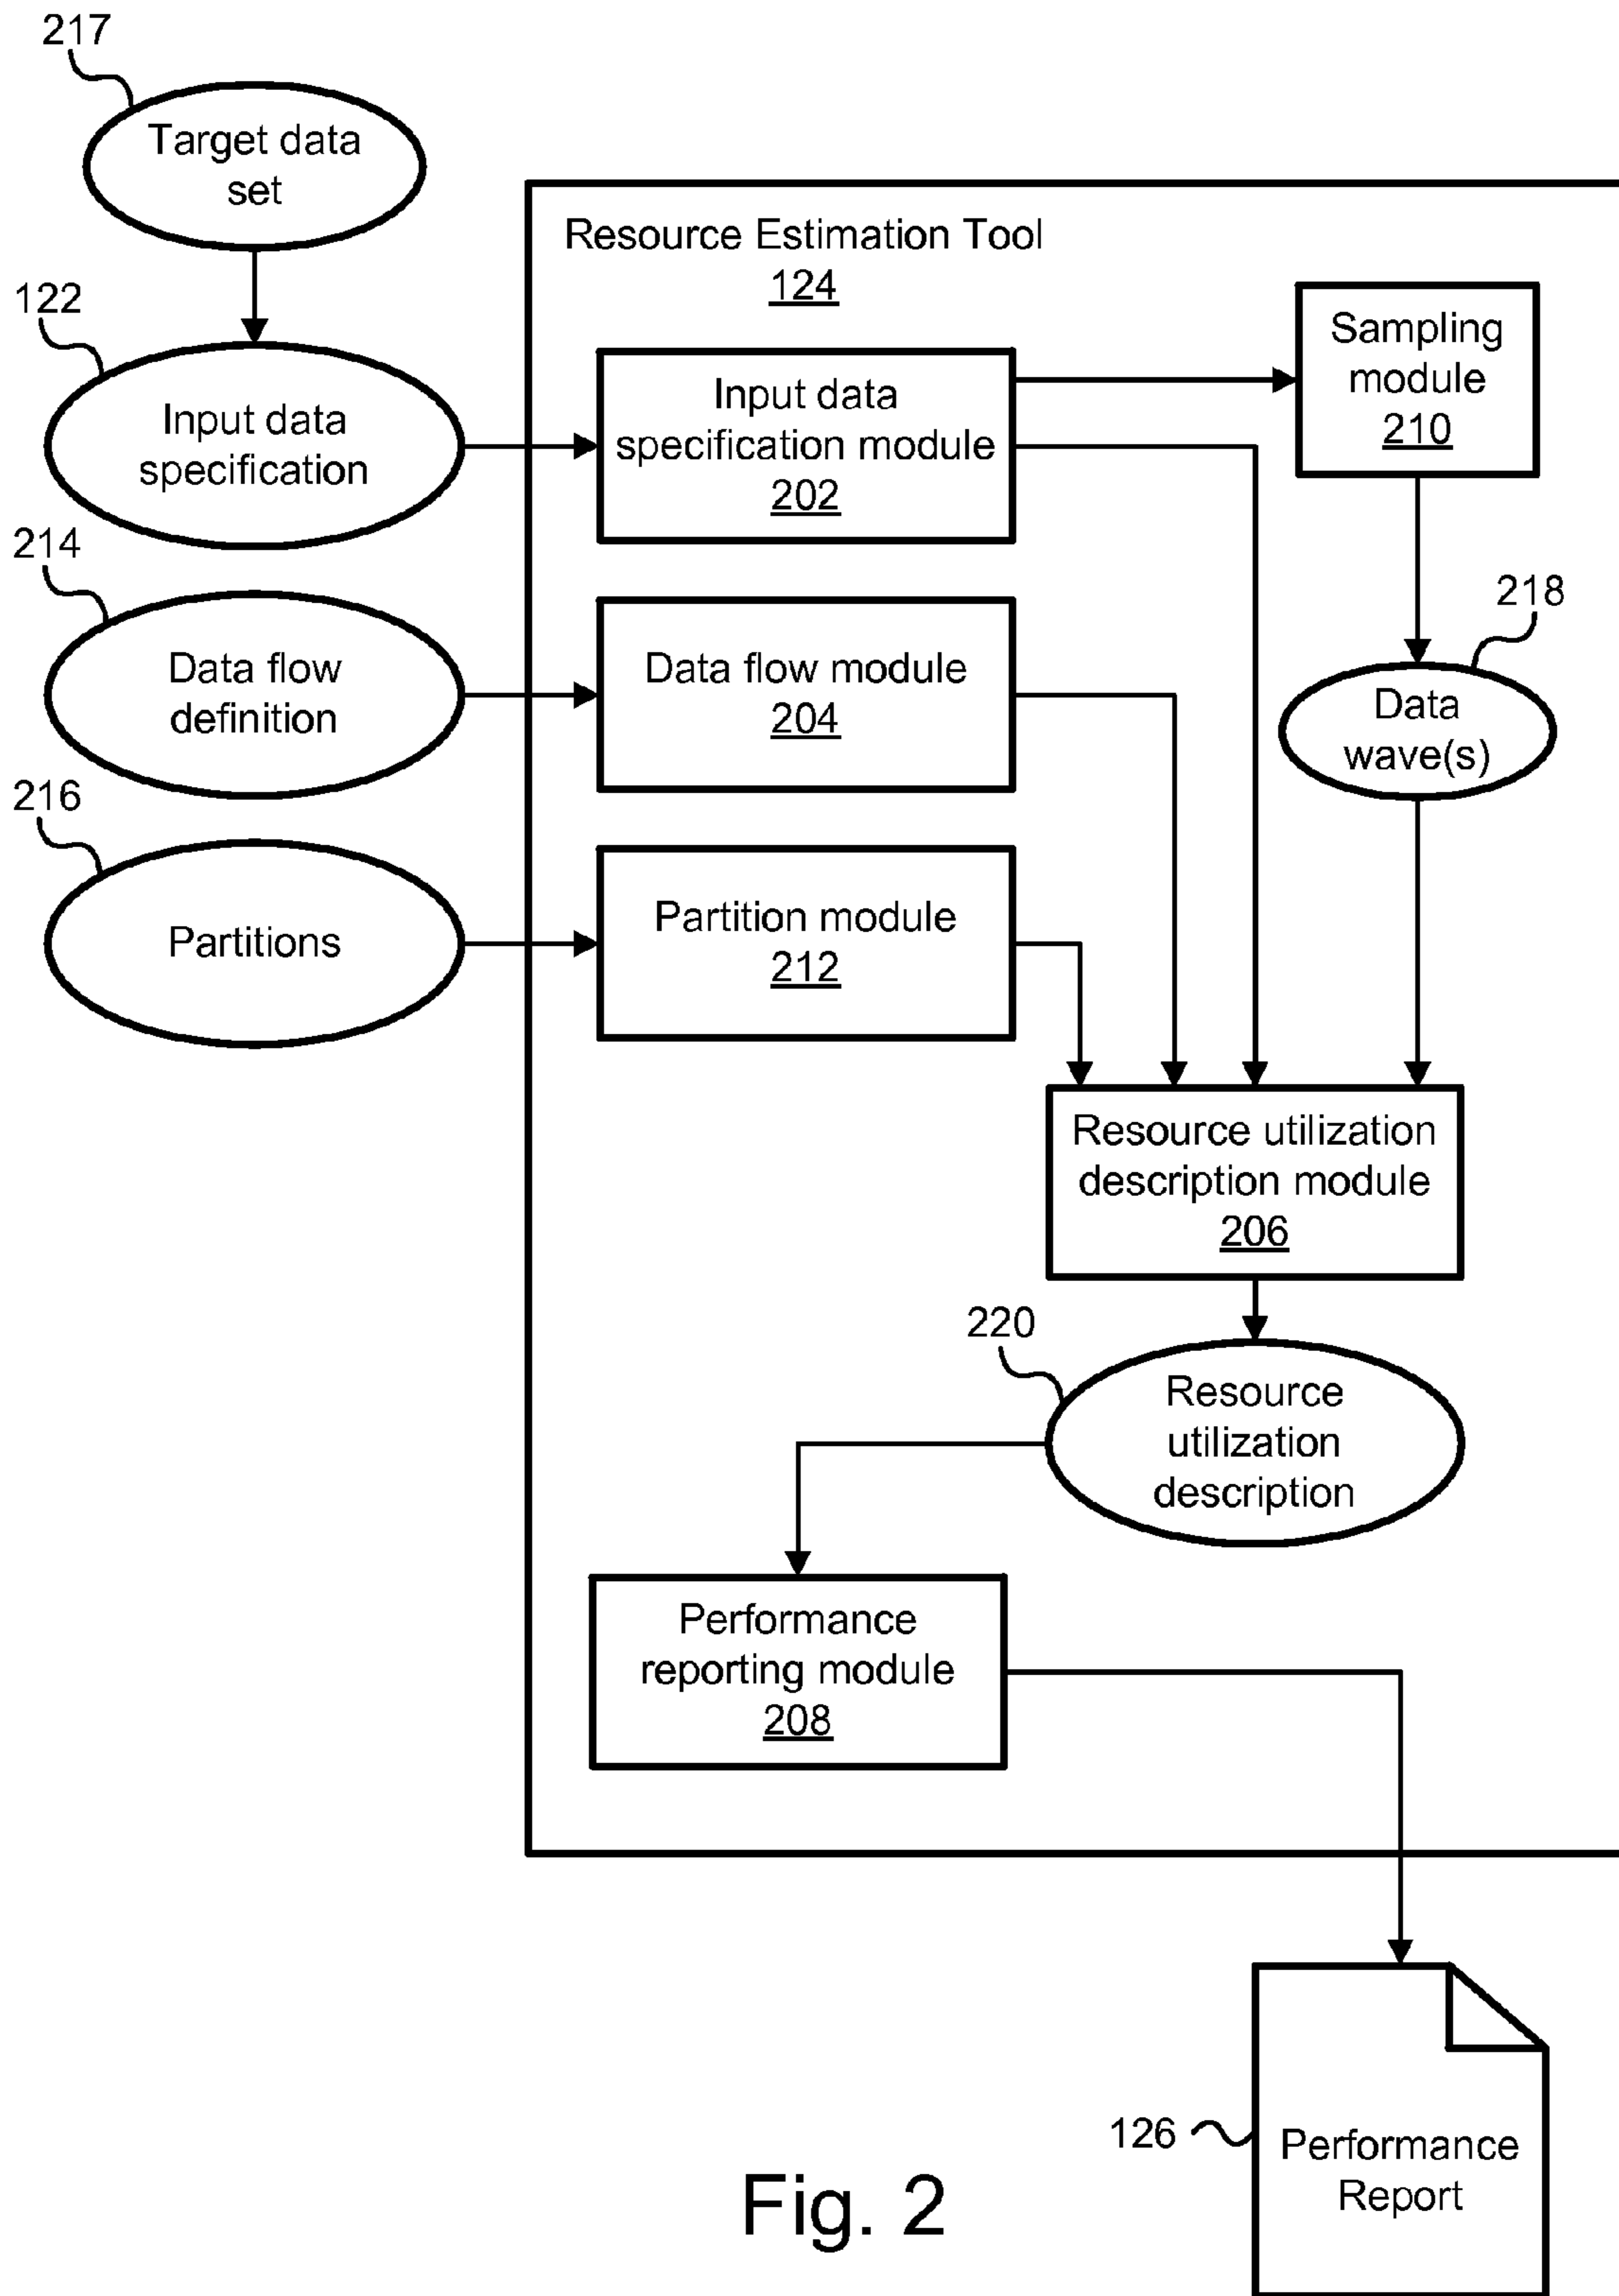 217
Target data
set
Resource Estimation Tool
124
122
Input data
specification
Input data
specification module
202
Sampling
module
210
214
Data flow
definition
Data flow module
204
218
Data
wave(s)
216
Partitions
Partition module
212
Resource utilization
description module
206
220
Resource
utilization
description
Performance
reporting module
208
126
Performance
Report
Fig. 2